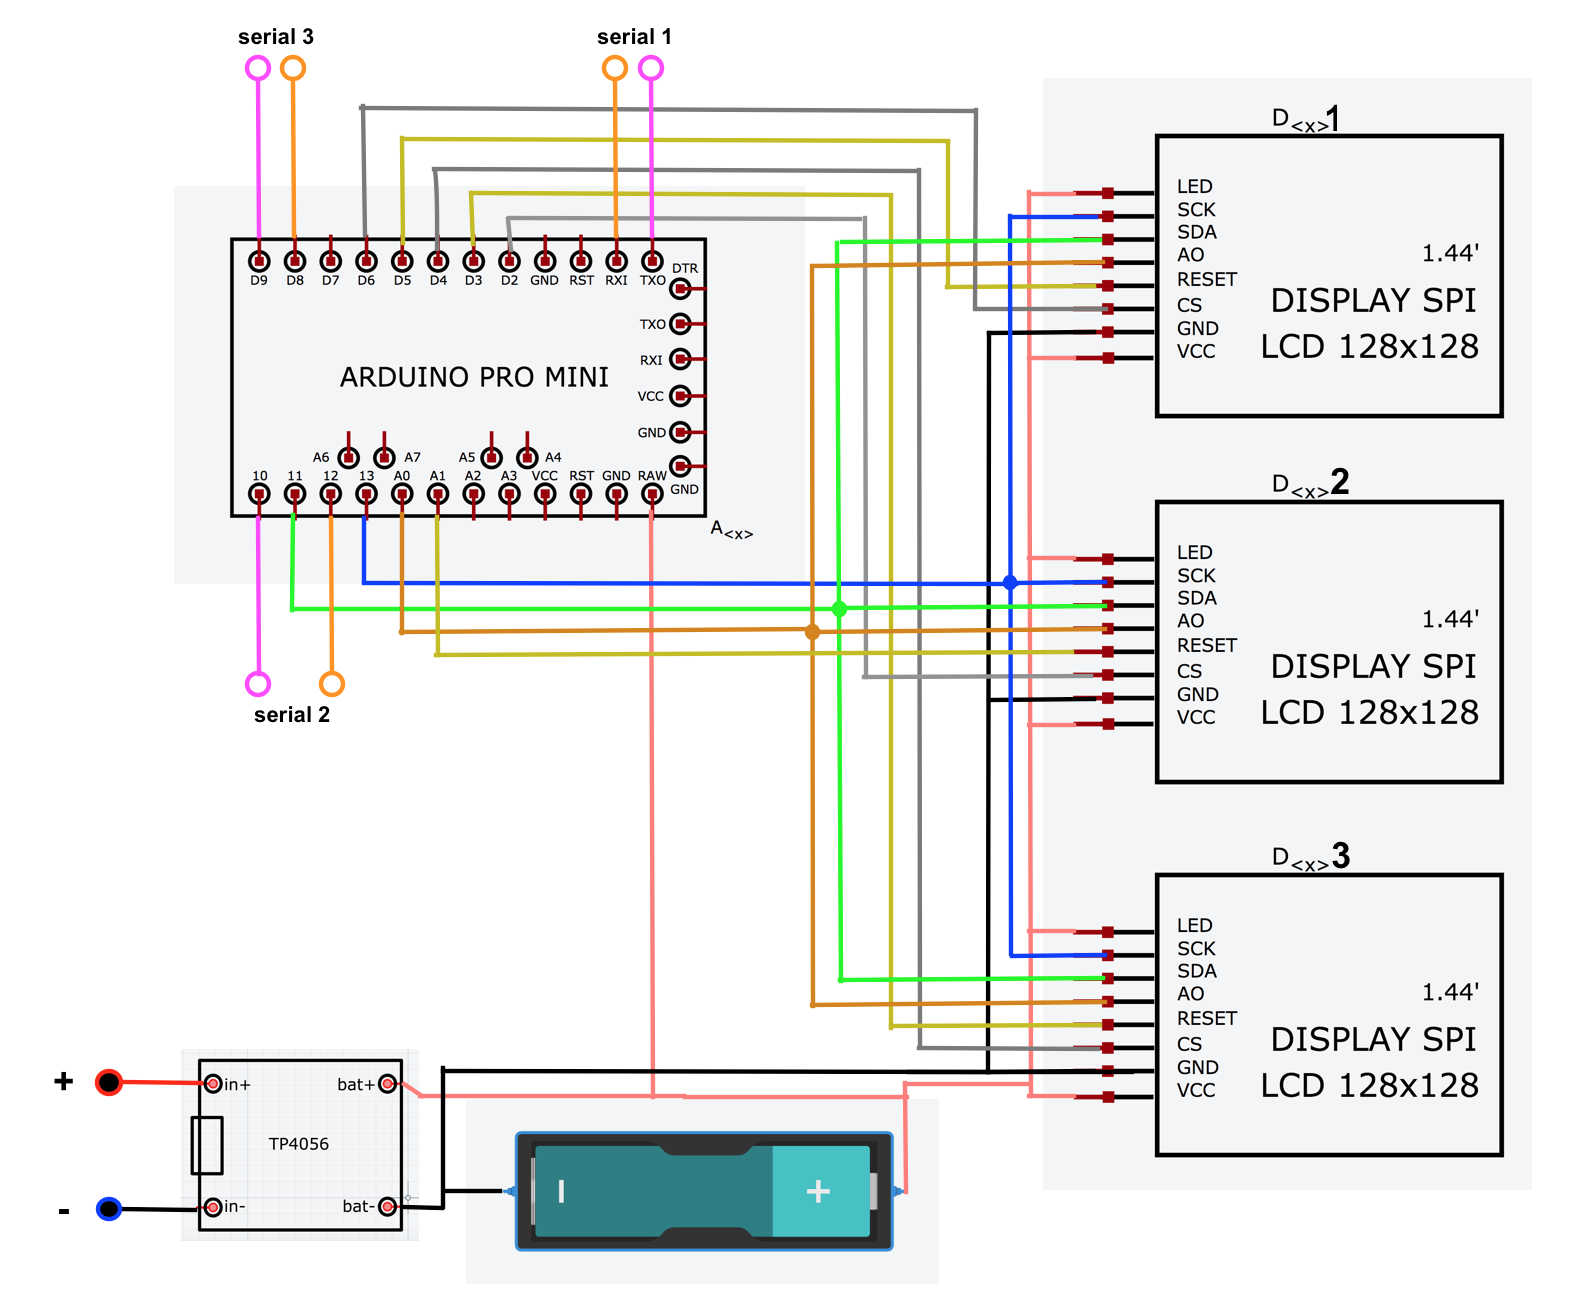 serial 3
serial 1
D9 D8 D7 D6 D5 D4 D3 D2 GND RST RXI TXO
DTR
TXO
RXI
VCC
GND
GND
ARDUINO PRO MINI
A6 A7 A5 A4
10 11 12 13 A0 A1 A2 A3 VCC RST GND RAW
A<x>
serial 2
D<x>1
LED
SCK
SDA
AO
RESET
CS
GND
VCC
1.44'
DISPLAY SPI
LCD 128x128
D<x>2
LED
SCK
SDA
AO
RESET
CS
GND
VCC
1.44'
DISPLAY SPI
LCD 128x128
D<x>3
LED
SCK
SDA
AO
RESET
CS
GND
VCC
1.44'
DISPLAY SPI
LCD 128x128
+
in+ bat+
TP4056
-
in- bat-
- +